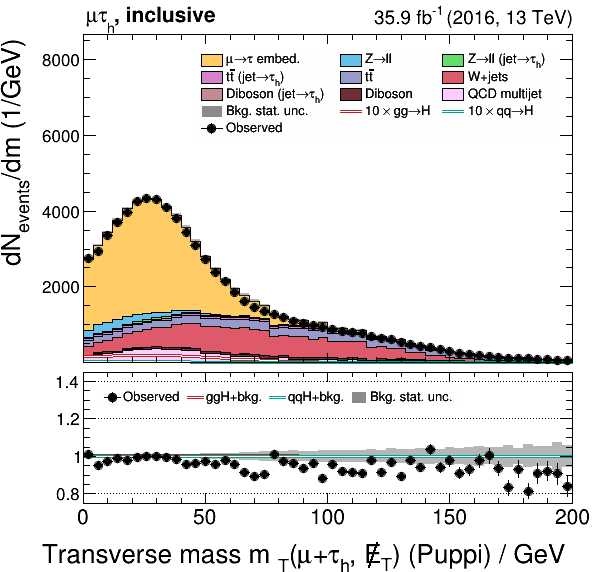 μτh, inclusive 35.9 fb⁻¹ (2016, 13 TeV)
dNevents/dm (1/GeV)
8000
6000
4000
2000
μ→τ embed. Z→ll Z→ll (jet→τh)
tt̄ (jet→τh) tt̄ W+jets
Diboson (jet→τh) Diboson QCD multijet
Bkg. stat. unc. 10 × gg→H 10 × qq→H
Observed
1.4
1.2
1
0.8
Observed ggH+bkg. qqH+bkg. Bkg. stat. unc.
0 50 100 150 200
Transverse mass m T(μ+τh, E̸T) (Puppi) / GeV